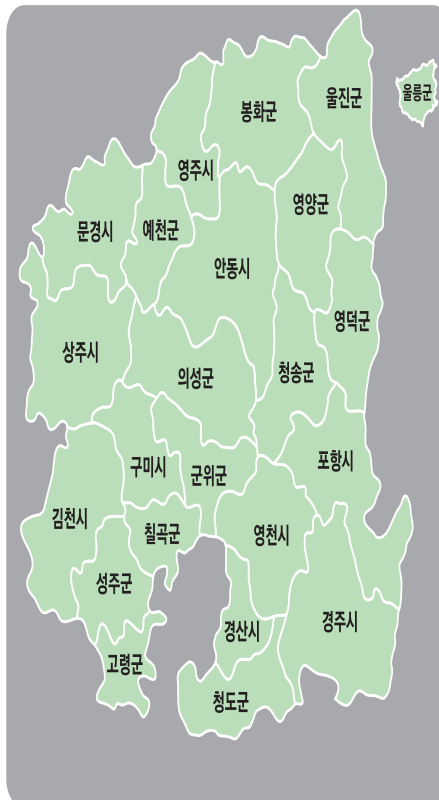 울릉군
울진군
봉화군
영주시
영양군
문경시
예천군
안동시
영덕군
상주시
의성군
청송군
구미시
군위군
포항시
김천시
칠곡군
영천시
성주군
경산시
경주시
고령군
청도군